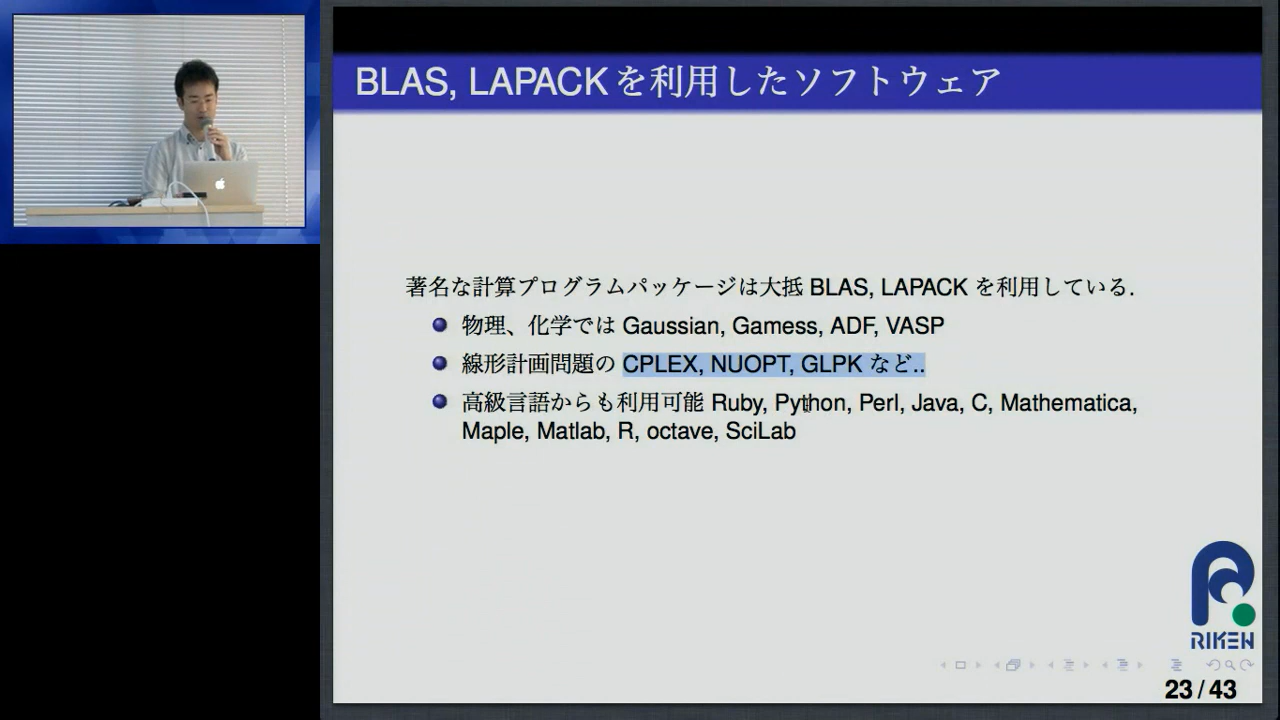 BLAS, LAPACKを利用したソフトウェア
著名な計算プログラムパッケージは大抵 BLAS, LAPACK を利用している.
物理、化学では Gaussian, Gamess, ADF, VASP
線形計画問題の CPLEX, NUOPT, GLPK など..
高級言語からも利用可能 Ruby, Python, Perl, Java, C, Mathematica,
Maple, Matlab, R, octave, SciLab
RIKEN
23 / 43